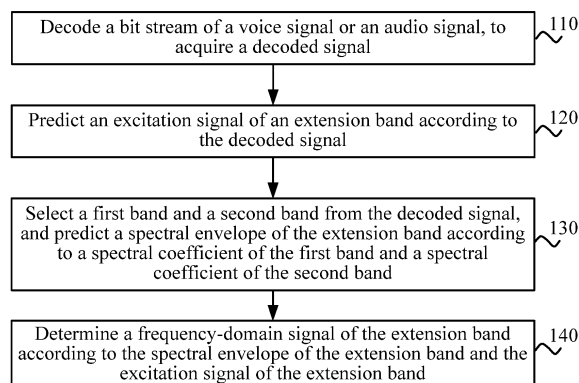 Decode a bit stream of a voice signal or an audio signal, to
acquire a decoded signal
110
Predict an excitation signal of an extension band according to
the decoded signal
120
Select a first band and a second band from the decoded signal,
and predict a spectral envelope of the extension band according
to a spectral coefficient of the first band and a spectral
coefficient of the second band
130
Determine a frequency-domain signal of the extension band
according to the spectral envelope of the extension band and the
excitation signal of the extension band
140